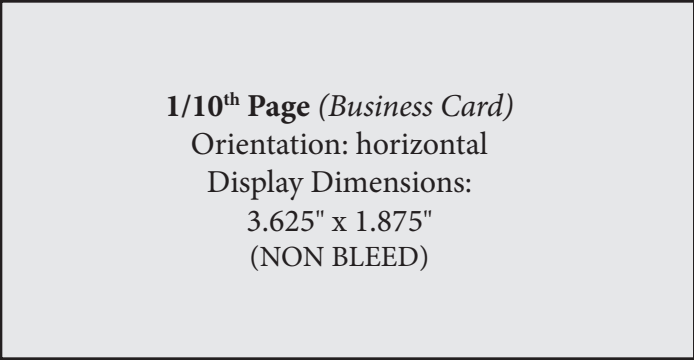 1/10th Page (Business Card)
Orientation: horizontal
Display Dimensions:
3.625" x 1.875"
(NON BLEED)